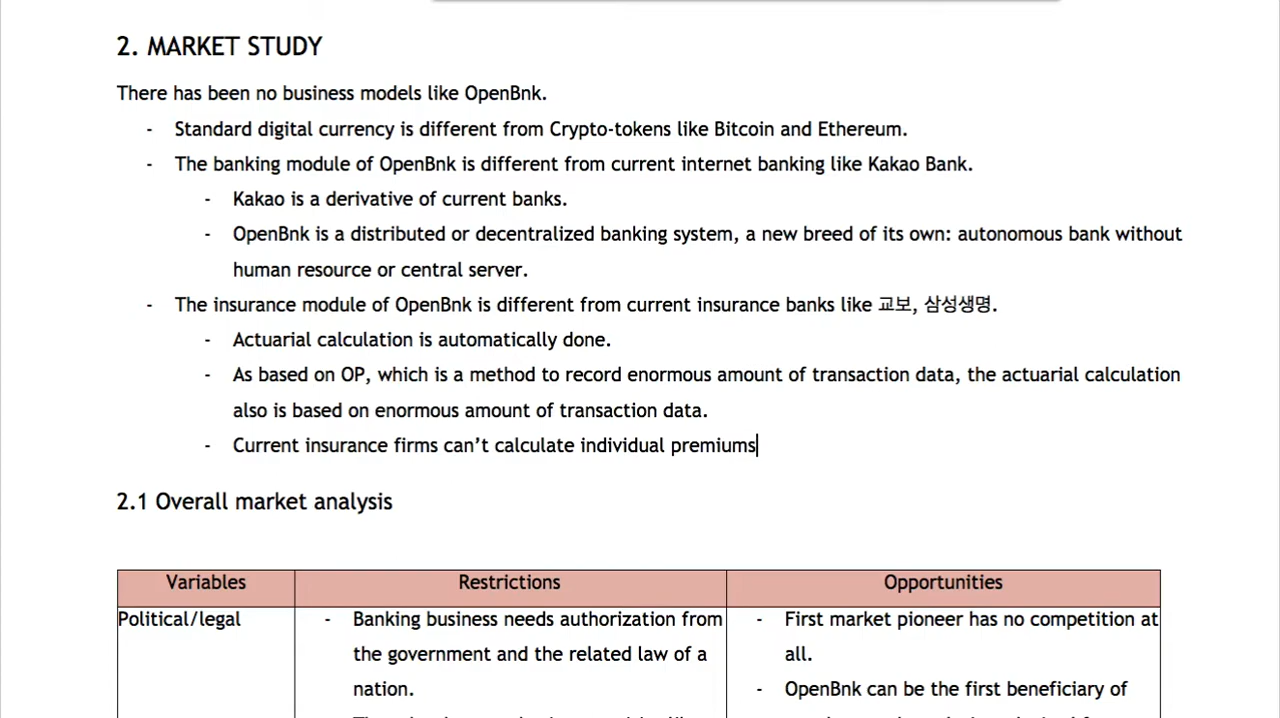 2. MARKET STUDY
There has been no business models like OpenBnk.
- Standard digital currency is different from Crypto-tokens like Bitcoin and Ethereum.
- The banking module of OpenBnk is different from current internet banking like Kakao Bank.
- Kakao is a derivative of current banks.
- OpenBnk is a distributed or decentralized banking system, a new breed of its own: autonomous bank without
human resource or central server.
- The insurance module of OpenBnk is different from current insurance banks like 교보, 삼성생명.
- Actuarial calculation is automatically done.
- As based on OP, which is a method to record enormous amount of transaction data, the actuarial calculation
also is based on enormous amount of transaction data.
- Current insurance firms can’t calculate individual premiums
2.1 Overall market analysis
Variables Restrictions Opportunities
Political/legal - Banking business needs authorization from - First market pioneer has no competition at
the government and the related law of a all.
nation. - OpenBnk can be the first beneficiary of